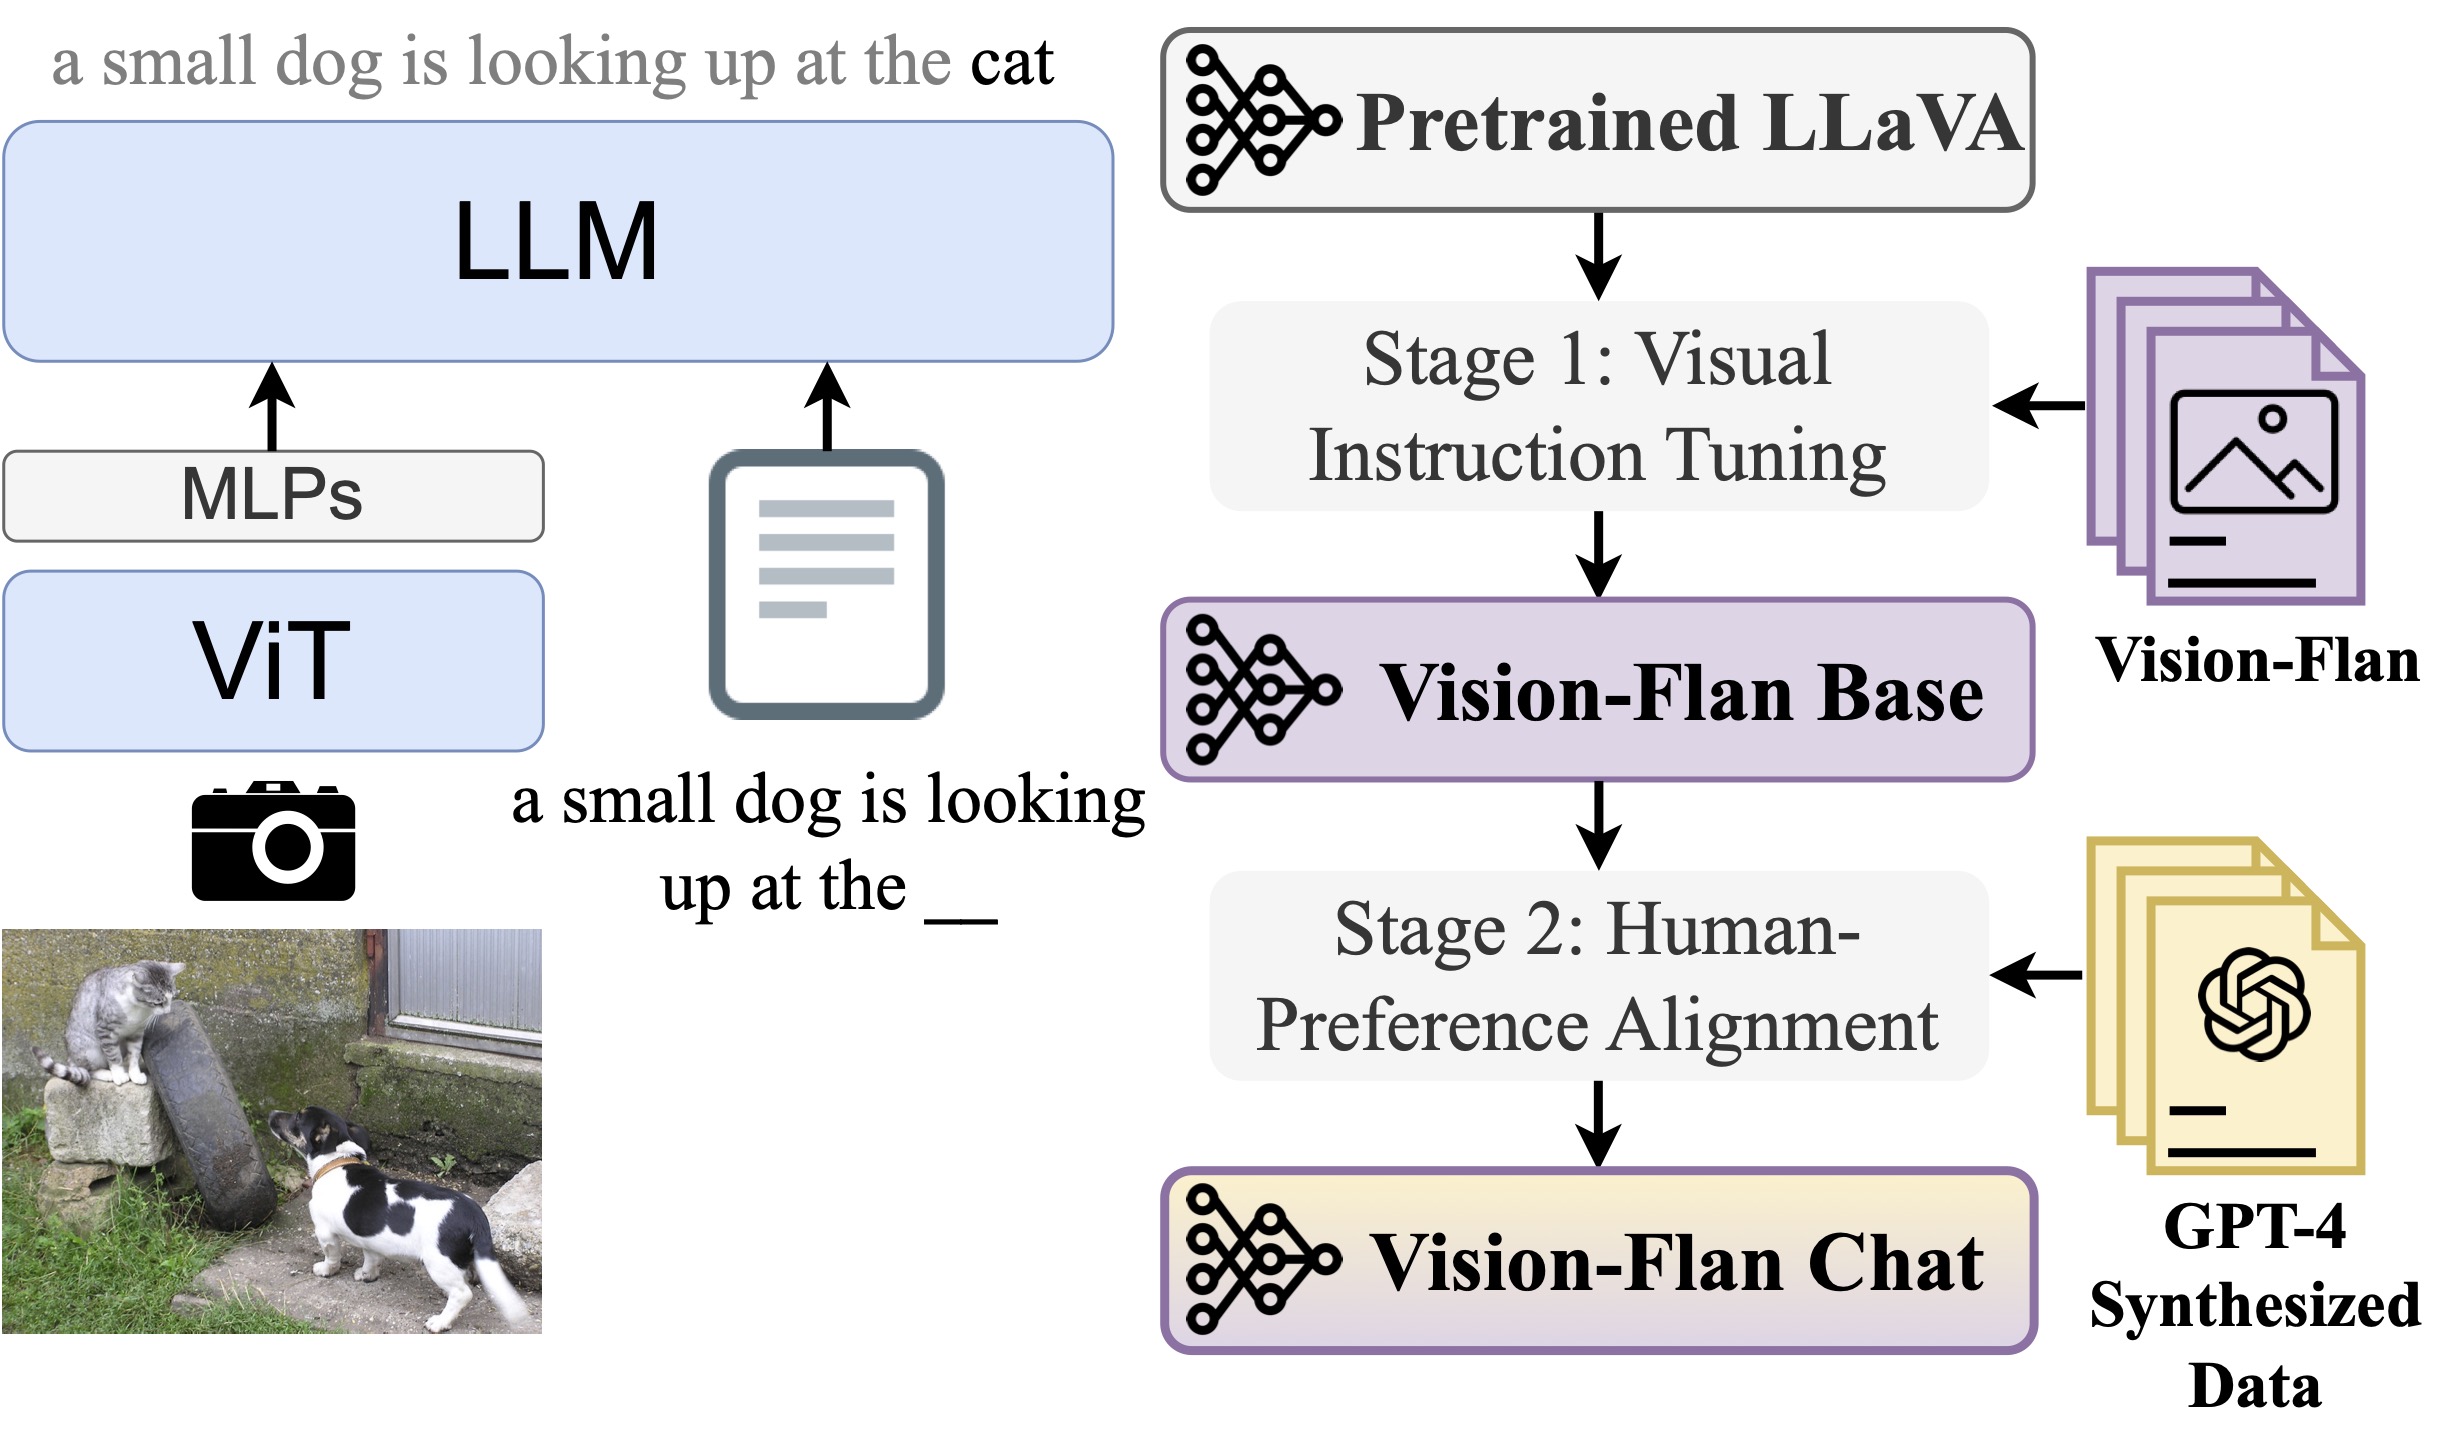 a small dog is looking up at the cat
LLM
MLPs
ViT
a small dog is looking
up at the __
Pretrained LLaVA
Stage 1: Visual
Instruction Tuning
Vision-Flan
Vision-Flan Base
Stage 2: Human-
Preference Alignment
GPT-4
Synthesized
Data
Vision-Flan Chat